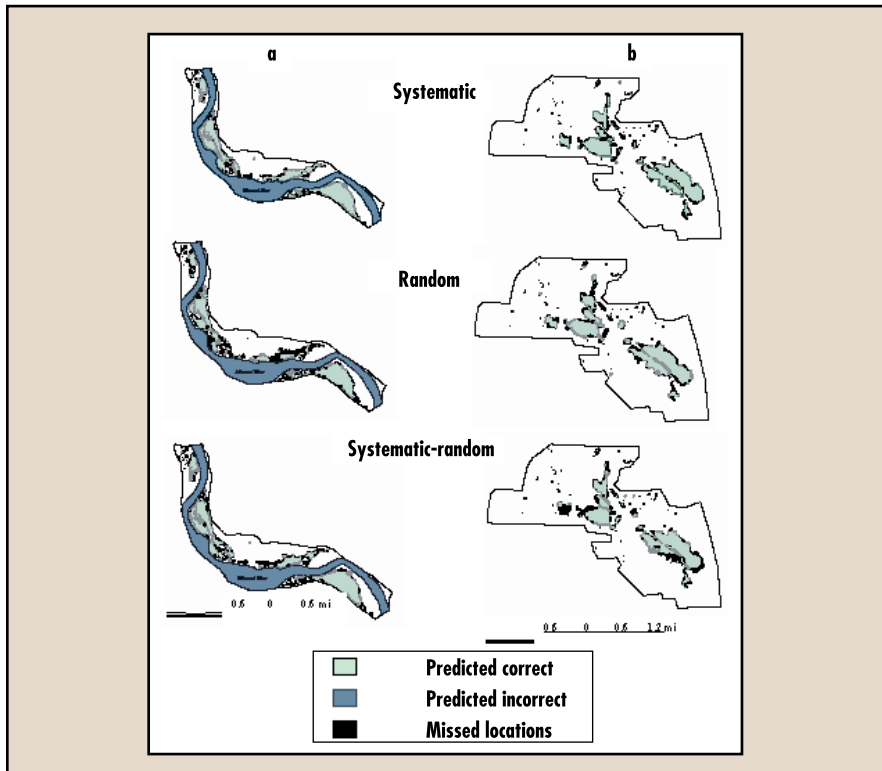 a
b
Systematic
Random
Systematic-random
0.6 0 0.6 mi
0.6 0 0.6 1.2 mi
Predicted correct
Predicted incorrect
Missed locations